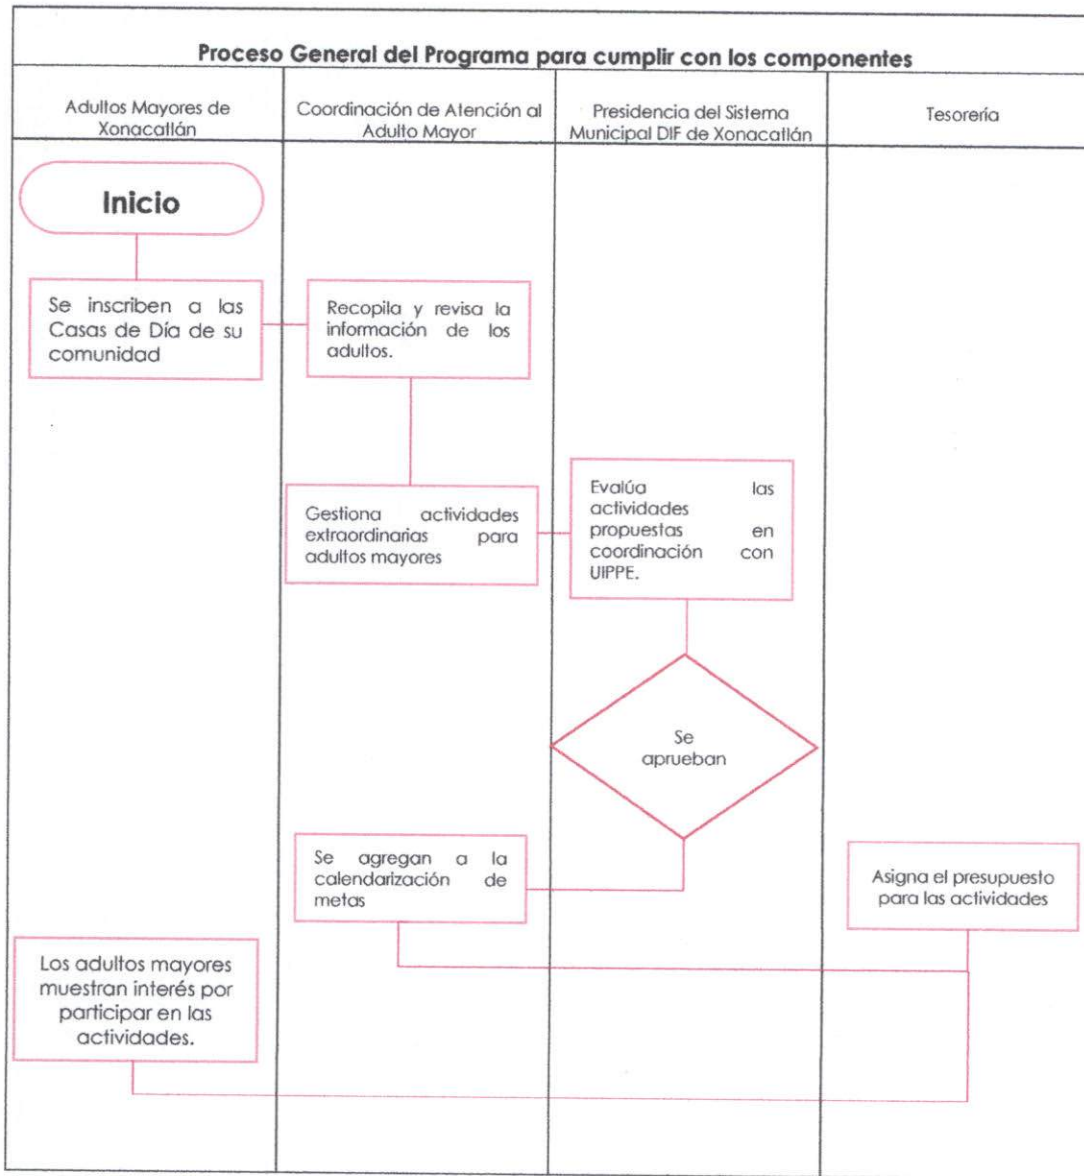 Proceso General del Programa para cumplir con los componentes
Adultos Mayores de
Xonacatlán
Coordinación de Atención al
Adulto Mayor
Presidencia del Sistema
Municipal DIF de Xonacatlán
Tesorería
Inicio
Se inscriben a las
Casas de Día de su
comunidad
Recopila y revisa la
información de los
adultos.
Gestiona actividades
extraordinarias para
adultos mayores
Evalúa las
actividades
propuestas en
coordinación con
UIPPE.
Se
aprueban
Se agregan a la
calendarización de
metas
Asigna el presupuesto
para las actividades
Los adultos mayores
muestran interés por
participar en las
actividades.